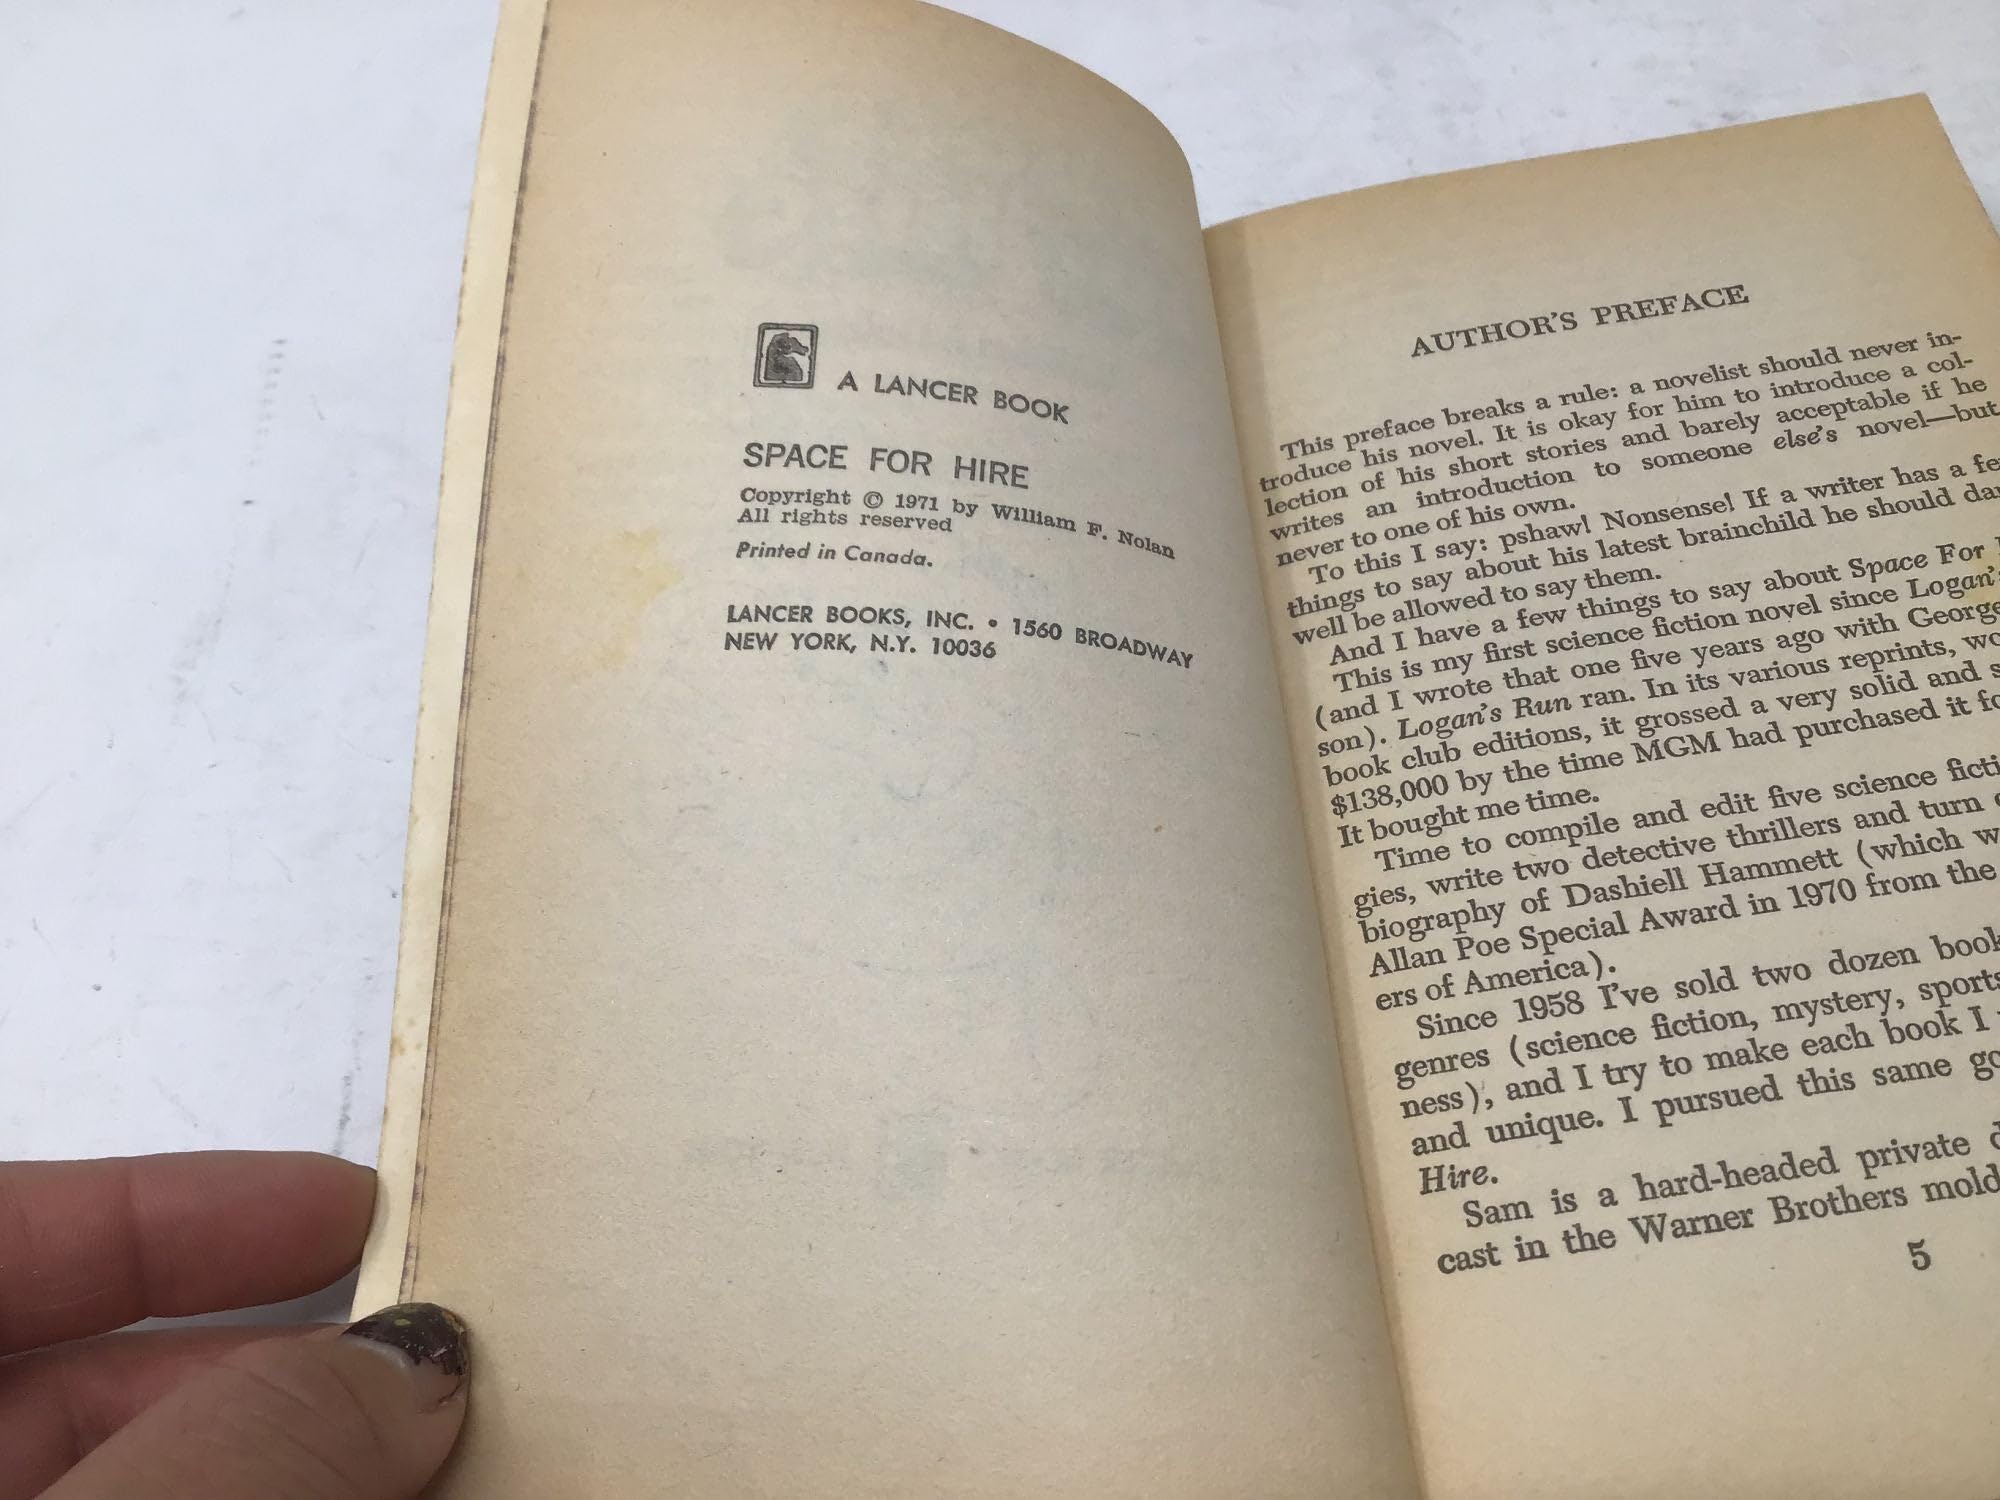 A LANCER BOOK
SPACE FOR HIRE
Copyright © 1971 by William F. Nolan
All rights reserved
Printed in Canada.
LANCER BOOKS, INC. • 1560 BROADWAY
NEW YORK, N.Y. 10036
AUTHOR'S PREFACE
This preface breaks a rule: a novelist should never in-
troduce his novel. It is okay for him to introduce a col-
lection of his short stories and barely acceptable if he
writes an introduction to someone else's novel—but
never to one of his own.
To this I say: pshaw! Nonsense! If a writer has a
things to say about his latest brainchild he should
well be allowed to say them.
And I have a few things to say about Space For
This is my first science fiction novel since Logan's
(and I wrote that one five years ago with George
son). Logan's Run ran. In its various reprints,
book club editions, it grossed a very solid and
$138,000 by the time MGM had purchased it
It bought me time.
Time to compile and edit five science
gies, write two detective thrillers and turn
biography of Dashiell Hammett (which
Allan Poe Special Award in 1970 from the
ers of America).
Since 1958 I've sold two dozen
genres (science fiction, mystery,
ness), and I try to make each book I
and unique. I pursued this same
Hire.
Sam is a hard-headed private
cast in the Warner Brothers
5